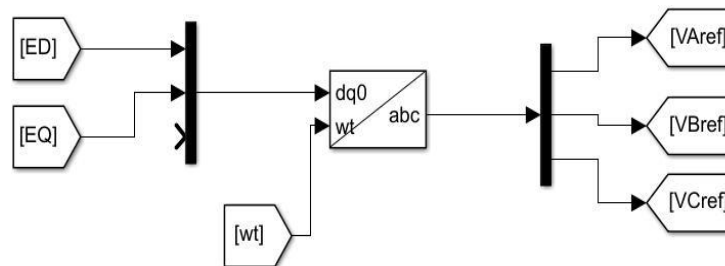 [ED]
[EQ]
[wt]
dq0
wt
abc
[VAref]
[VBref]
[VCref]